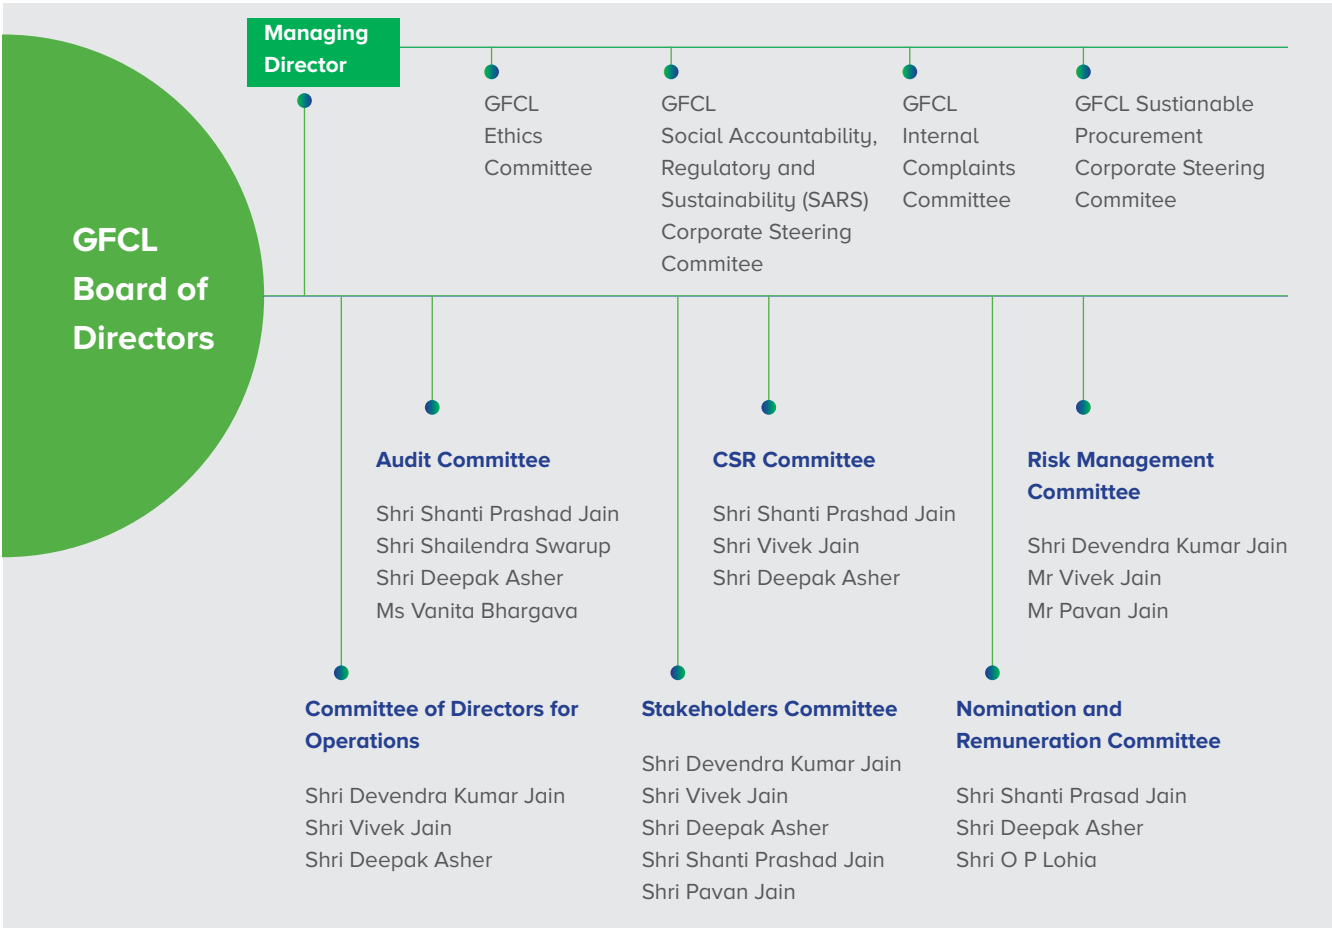 Managing
Director
GFCL
Ethics
Committee
GFCL
Social Accountability,
Regulatory and
Sustainability (SARS)
Corporate Steering
Commitee
GFCL
Internal
Complaints
Committee
GFCL Sustianable
Procurement
Corporate Steering
Commitee
GFCL
Board of
Directors
Audit Committee
Shri Shanti Prashad Jain
Shri Shailendra Swarup
Shri Deepak Asher
Ms Vanita Bhargava
CSR Committee
Shri Shanti Prashad Jain
Shri Vivek Jain
Shri Deepak Asher
Risk Management
Committee
Shri Devendra Kumar Jain
Mr Vivek Jain
Mr Pavan Jain
Committee of Directors for
Operations
Shri Devendra Kumar Jain
Shri Vivek Jain
Shri Deepak Asher
Stakeholders Committee
Shri Devendra Kumar Jain
Shri Vivek Jain
Shri Deepak Asher
Shri Shanti Prashad Jain
Shri Pavan Jain
Nomination and
Remuneration Committee
Shri Shanti Prasad Jain
Shri Deepak Asher
Shri O P Lohia